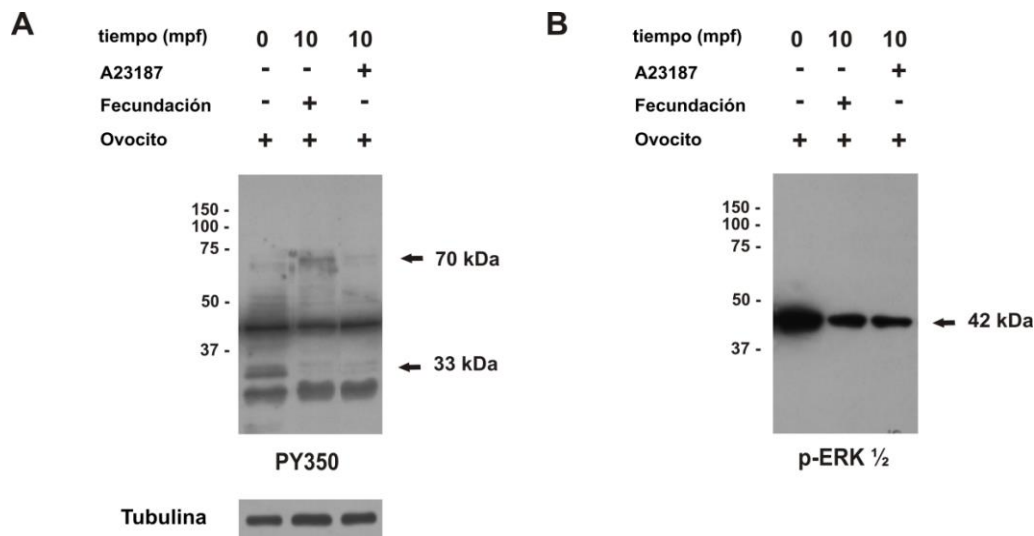 A
tiempo (mpf) 0 10 10
A23187 - - +
Fecundación - + -
Ovocito + + +
150 -
100 -
75 -
70 kDa
50 -
37 -
33 kDa
PY350
Tubulina
B
tiempo (mpf) 0 10 10
A23187 - - +
Fecundación - + -
Ovocito + + +
150 -
100 -
75 -
50 -
42 kDa
37 -
p-ERK ½